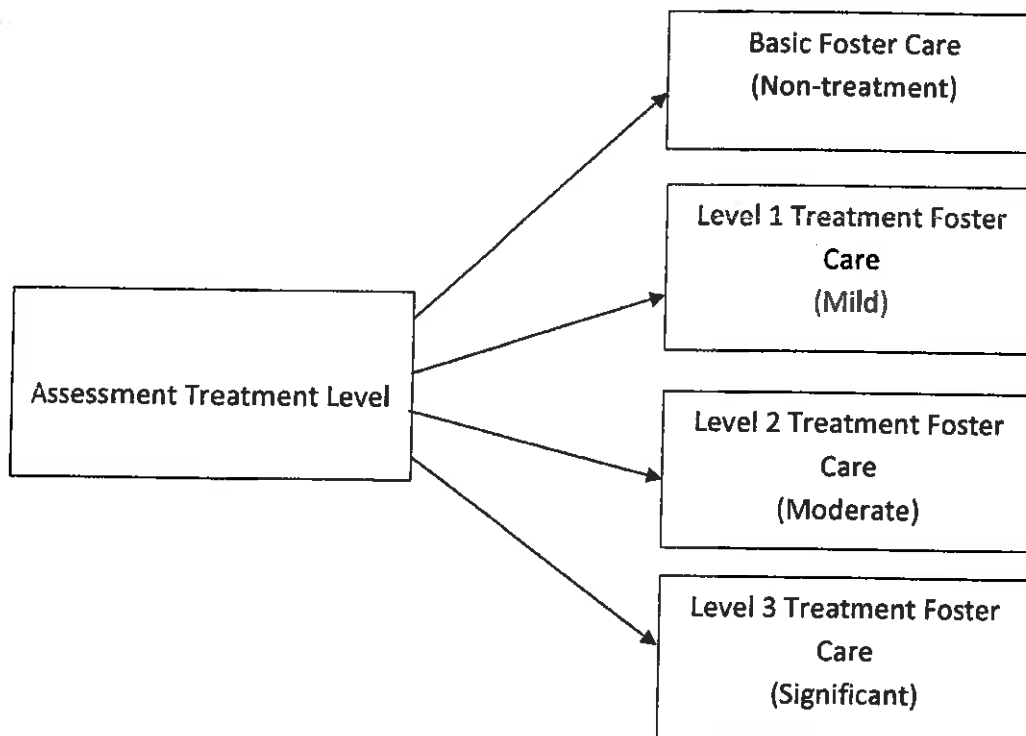 Basic Foster Care
(Non-treatment)
Level 1 Treatment Foster
Care
(Mild)
Assessment Treatment Level
Level 2 Treatment Foster
Care
(Moderate)
Level 3 Treatment Foster
Care
(Significant)